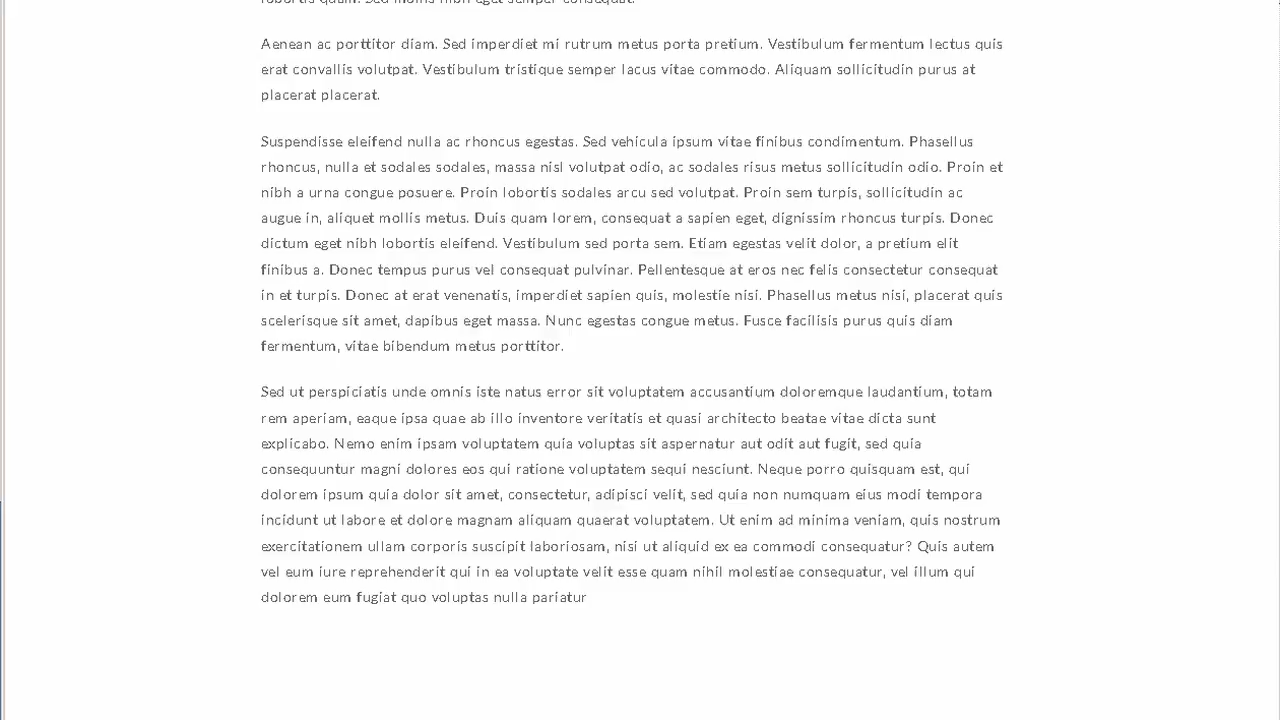 lobortis quam. Sed mollis nibh eget semper consequat.
Aenean ac porttitor diam. Sed imperdiet mi rutrum metus porta pretium. Vestibulum fermentum lectus quis
erat convallis volutpat. Vestibulum tristique semper lacus vitae commodo. Aliquam sollicitudin purus at
placerat placerat.
Suspendisse eleifend nulla ac rhoncus egestas. Sed vehicula ipsum vitae finibus condimentum. Phasellus
rhoncus, nulla et sodales sodales, massa nisl volutpat odio, ac sodales risus metus sollicitudin odio. Proin et
nibh a urna congue posuere. Proin lobortis sodales arcu sed volutpat. Proin sem turpis, sollicitudin ac
augue in, aliquet mollis metus. Duis quam lorem, consequat a sapien eget, dignissim rhoncus turpis. Donec
dictum eget nibh lobortis eleifend. Vestibulum sed porta sem. Etiam egestas velit dolor, a pretium elit
finibus a. Donec tempus purus vel consequat pulvinar. Pellentesque at eros nec felis consectetur consequat
in et turpis. Donec at erat venenatis, imperdiet sapien quis, molestie nisi. Phasellus metus nisi, placerat quis
scelerisque sit amet, dapibus eget massa. Nunc egestas congue metus. Fusce facilisis purus quis diam
fermentum, vitae bibendum metus porttitor.
Sed ut perspiciatis unde omnis iste natus error sit voluptatem accusantium doloremque laudantium, totam
rem aperiam, eaque ipsa quae ab illo inventore veritatis et quasi architecto beatae vitae dicta sunt
explicabo. Nemo enim ipsam voluptatem quia voluptas sit aspernatur aut odit aut fugit, sed quia
consequuntur magni dolores eos qui ratione voluptatem sequi nesciunt. Neque porro quisquam est, qui
dolorem ipsum quia dolor sit amet, consectetur, adipisci velit, sed quia non numquam eius modi tempora
incidunt ut labore et dolore magnam aliquam quaerat voluptatem. Ut enim ad minima veniam, quis nostrum
exercitationem ullam corporis suscipit laboriosam, nisi ut aliquid ex ea commodi consequatur? Quis autem
vel eum iure reprehenderit qui in ea voluptate velit esse quam nihil molestiae consequatur, vel illum qui
dolorem eum fugiat quo voluptas nulla pariatur